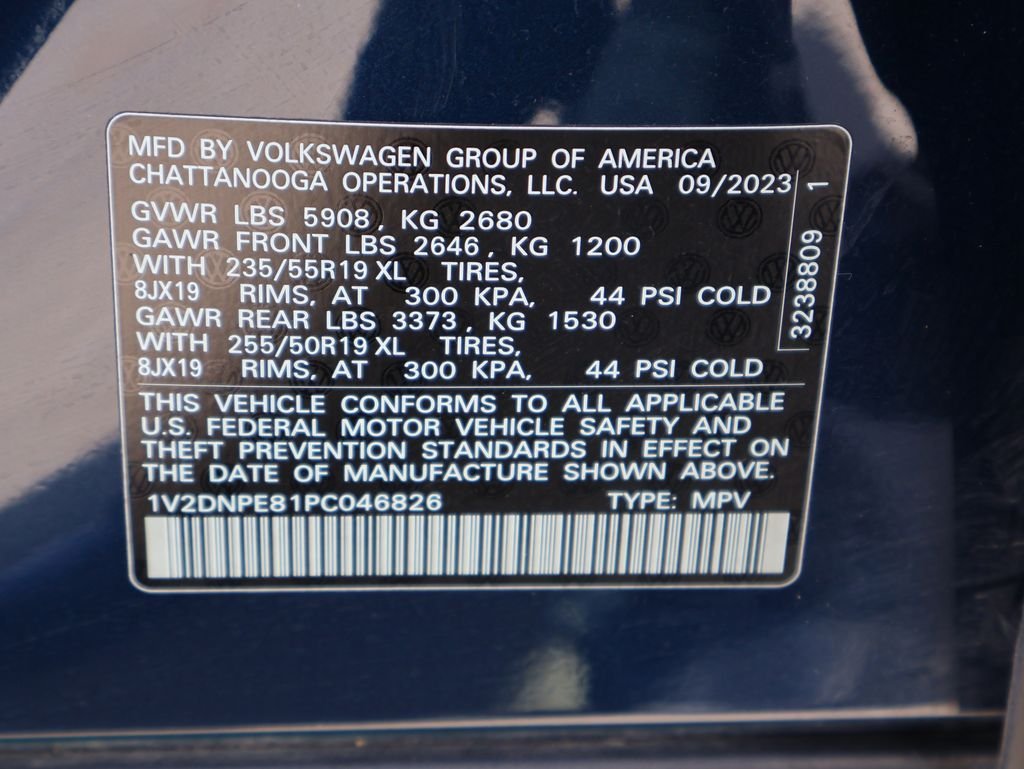 MFD BY VOLKSWAGEN GROUP OF AMERICA
CHATTANOOGA OPERATIONS, LLC. USA 09/2023
GVWR LBS 5908, KG 2680
GAWR FRONT LBS 2646, KG 1200
WITH 235/55R19 XL TIRES,
8JX19 RIMS, AT 300 KPA, 44 PSI COLD
GAWR REAR LBS 3373, KG 1530
WITH 255/50R19 XL TIRES,
8JX19 RIMS, AT 300 KPA, 44 PSI COLD
3238809 1
THIS VEHICLE CONFORMS TO ALL APPLICABLE
U.S. FEDERAL MOTOR VEHICLE SAFETY AND
THEFT PREVENTION STANDARDS IN EFFECT ON
THE DATE OF MANUFACTURE SHOWN ABOVE.
1V2DNPE81PC046826 TYPE: MPV